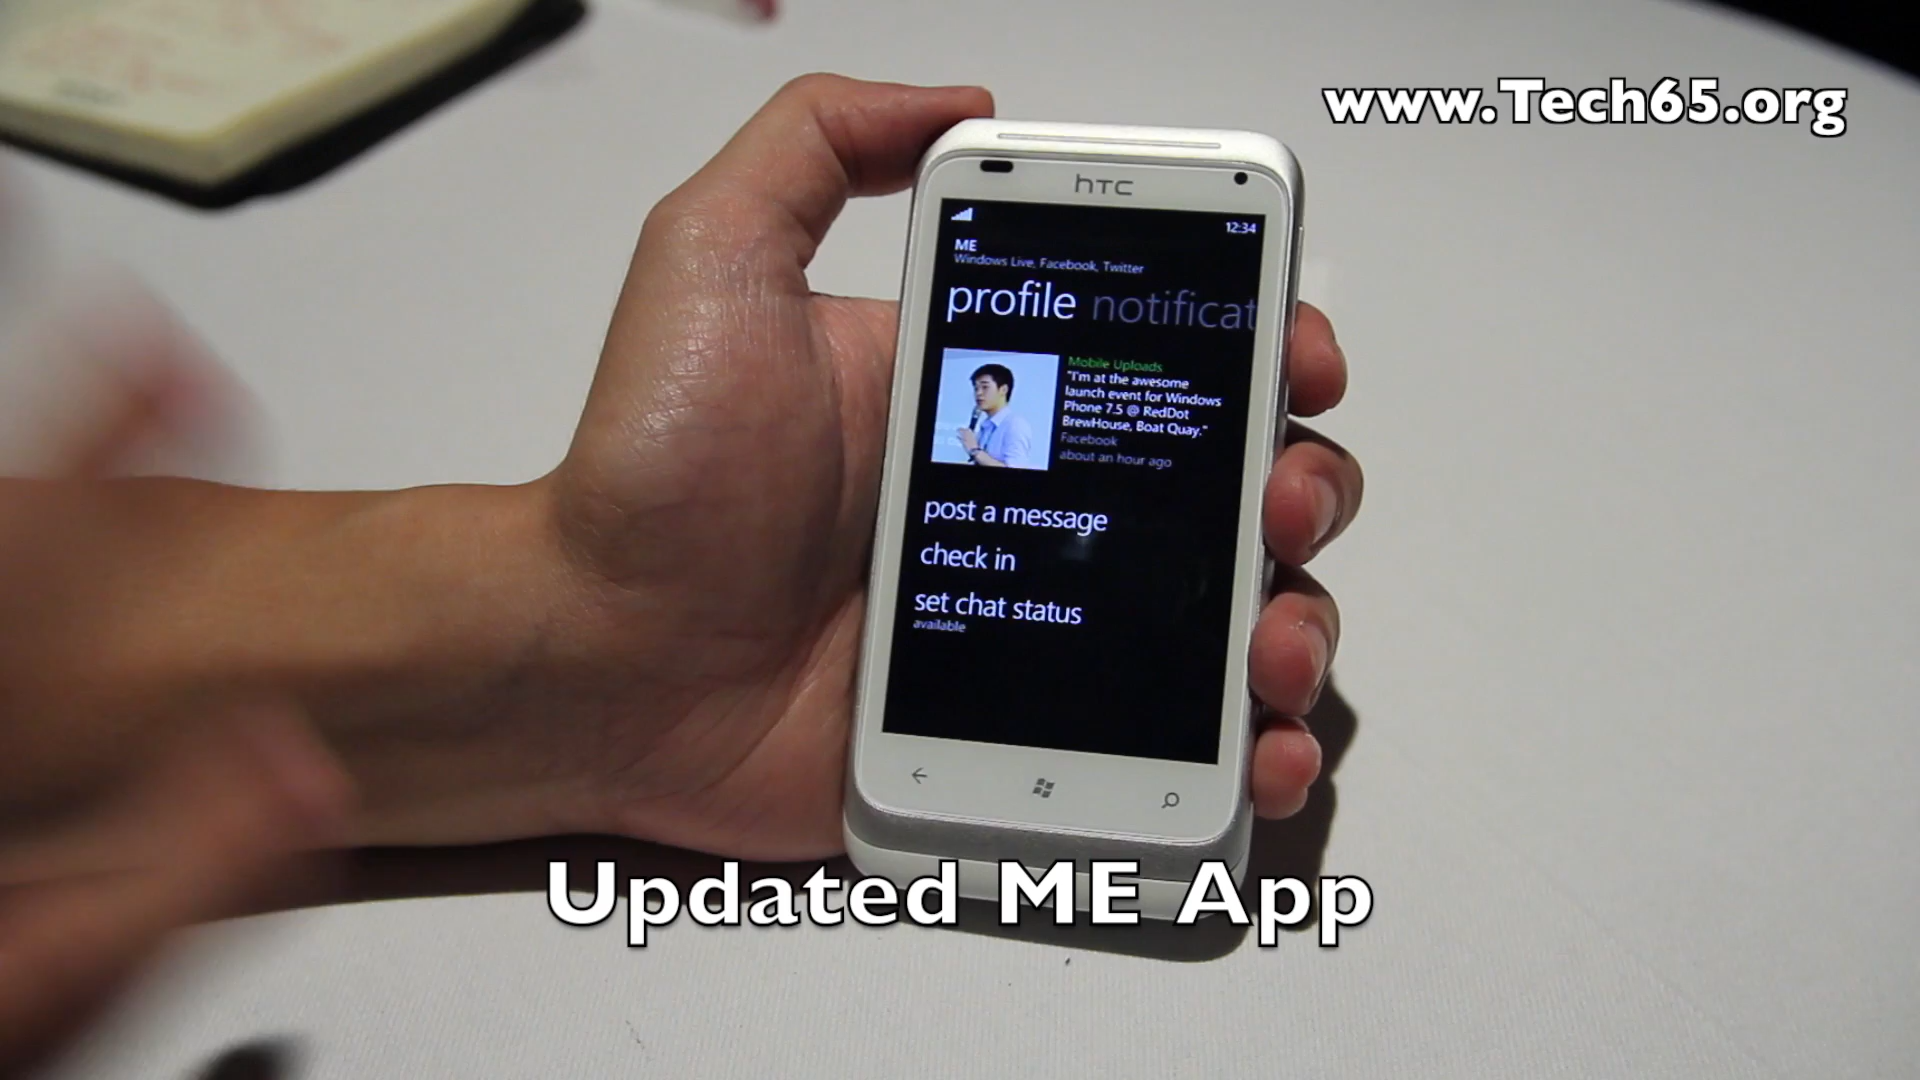 www.Tech65.org
hTC
12:34
ME
Windows Live, Facebook, Twitter
profile notificat
Mobile Uploads
"I'm at the awesome
launch event for Windows
Phone 7.5 @ RedDot
BrewHouse, Boat Quay."
Facebook
about an hour ago
post a message
check in
set chat status
available
Updated ME App